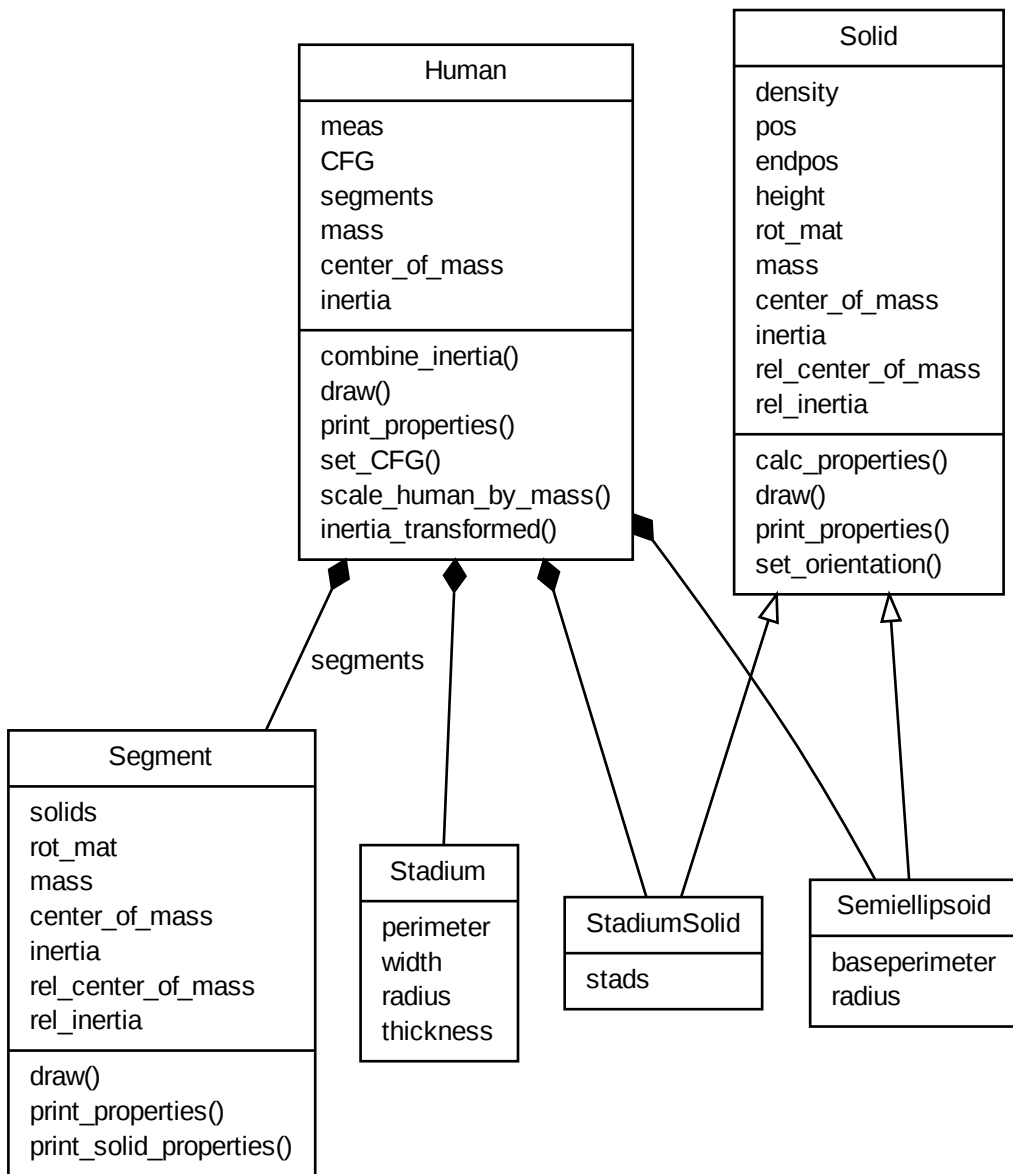 Human
meas
CFG
segments
mass
center_of_mass
inertia
combine_inertia()
draw()
print_properties()
set_CFG()
scale_human_by_mass()
inertia_transformed()
Solid
density
pos
endpos
height
rot_mat
mass
center_of_mass
inertia
rel_center_of_mass
rel_inertia
calc_properties()
draw()
print_properties()
set_orientation()
segments
Segment
solids
rot_mat
mass
center_of_mass
inertia
rel_center_of_mass
rel_inertia
draw()
print_properties()
print_solid_properties()
Stadium
perimeter
width
radius
thickness
StadiumSolid
stads
Semiellipsoid
baseperimeter
radius